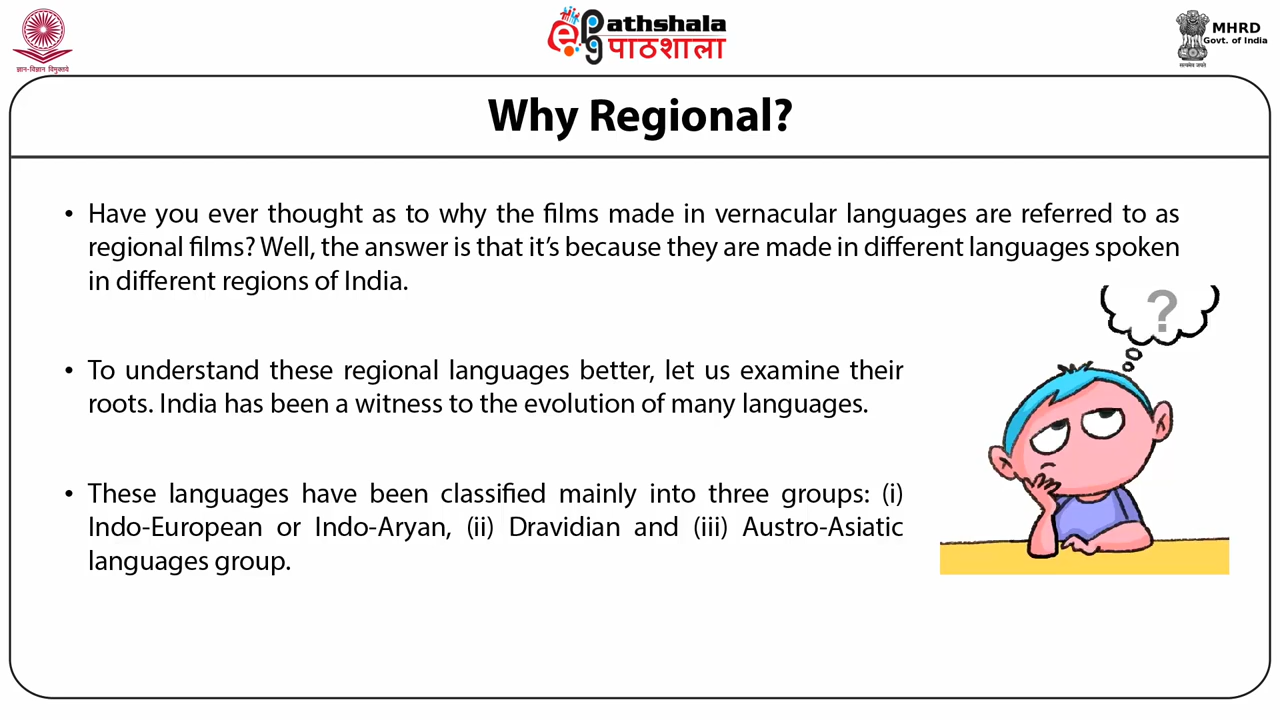 ज्ञान-विज्ञान विमुक्तये
ePathshala
पाठशाला
MHRD
Govt. of India
सत्यमेव जयते
Why Regional?
• Have you ever thought as to why the films made in vernacular languages are referred to as
regional films? Well, the answer is that it’s because they are made in different languages spoken
in different regions of India.
?
• To understand these regional languages better, let us examine their
roots. India has been a witness to the evolution of many languages.
• These languages have been classified mainly into three groups: (i)
Indo-European or Indo-Aryan, (ii) Dravidian and (iii) Austro-Asiatic
languages group.